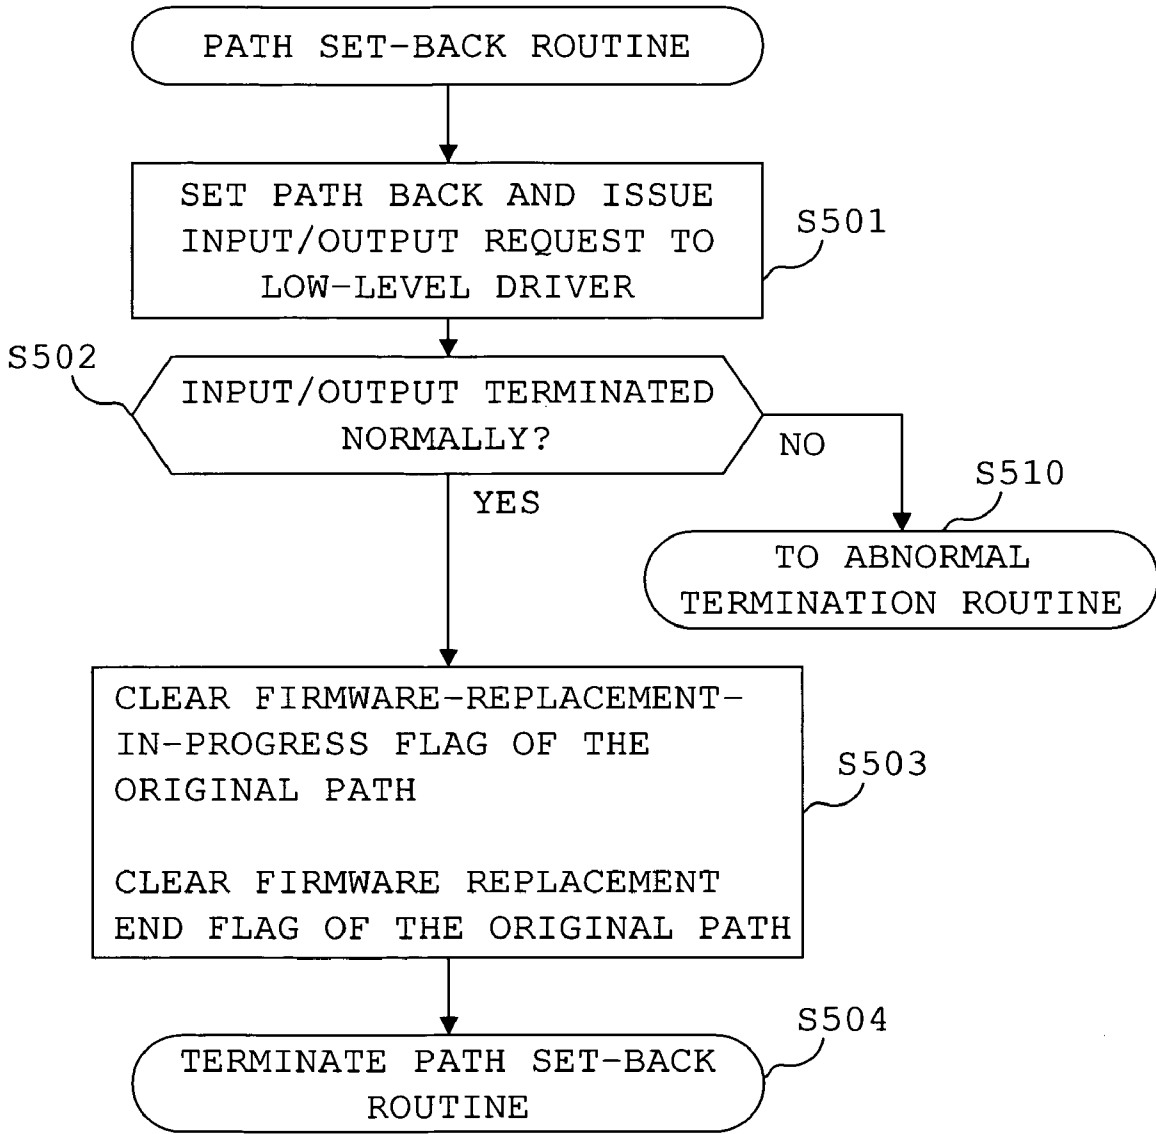 PATH SET-BACK ROUTINE
SET PATH BACK AND ISSUE
INPUT/OUTPUT REQUEST TO
LOW-LEVEL DRIVER
S501
S502
INPUT/OUTPUT TERMINATED
NORMALLY?
NO
YES
S510
TO ABNORMAL
TERMINATION ROUTINE
CLEAR FIRMWARE-REPLACEMENT-
IN-PROGRESS FLAG OF THE
ORIGINAL PATH
S503
CLEAR FIRMWARE REPLACEMENT
END FLAG OF THE ORIGINAL PATH
S504
TERMINATE PATH SET-BACK
ROUTINE